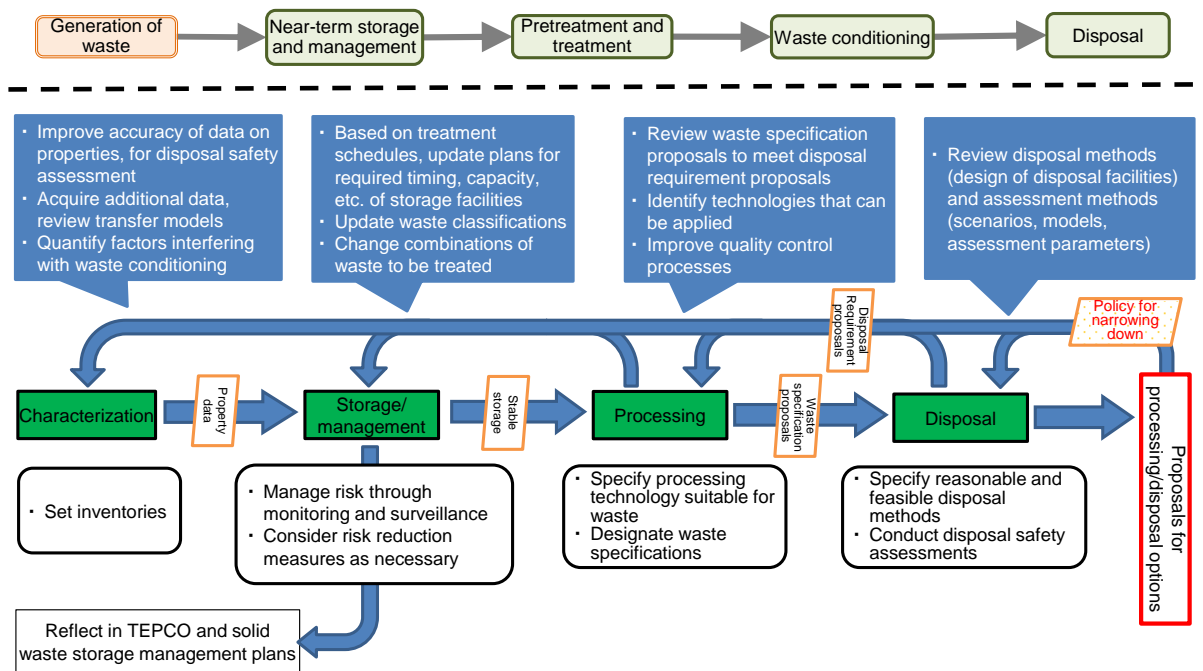 Generation of
waste
Near-term storage
and management
Pretreatment and
treatment
Waste conditioning
Disposal
・ Improve accuracy of data on
properties, for disposal safety
assessment
・ Acquire additional data,
review transfer models
・ Quantify factors interfering
with waste conditioning
・ Based on treatment
schedules, update plans for
required timing, capacity,
etc. of storage facilities
・ Update waste classifications
・ Change combinations of
waste to be treated
・ Review waste specification
proposals to meet disposal
requirement proposals
・ Identify technologies that can
be applied
・ Improve quality control
processes
・ Review disposal methods
(design of disposal facilities)
and assessment methods
(scenarios, models,
assessment parameters)
Disposal
Requirement
proposals
Policy for
narrowing
down
Characterization
Property
data
Storage/
management
Stable
storage
Processing
Waste
specification
proposals
Disposal
Proposals for
processing/disposal options
・ Set inventories
・ Manage risk through
monitoring and surveillance
・ Consider risk reduction
measures as necessary
・ Specify processing
technology suitable for
waste
・ Designate waste
specifications
・ Specify reasonable and
feasible disposal
methods
・ Conduct disposal safety
assessments
Reflect in TEPCO and solid
waste storage management plans